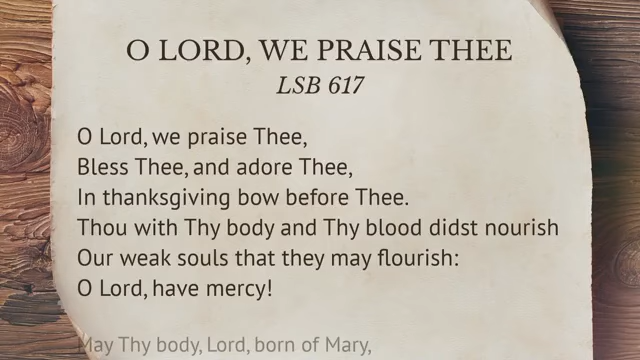 O LORD, WE PRAISE THEE
LSB 617
O Lord, we praise Thee,
Bless Thee, and adore Thee,
In thanksgiving bow before Thee.
Thou with Thy body and Thy blood didst nourish
Our weak souls that they may flourish:
O Lord, have mercy!
May Thy body, Lord, born of Mary,